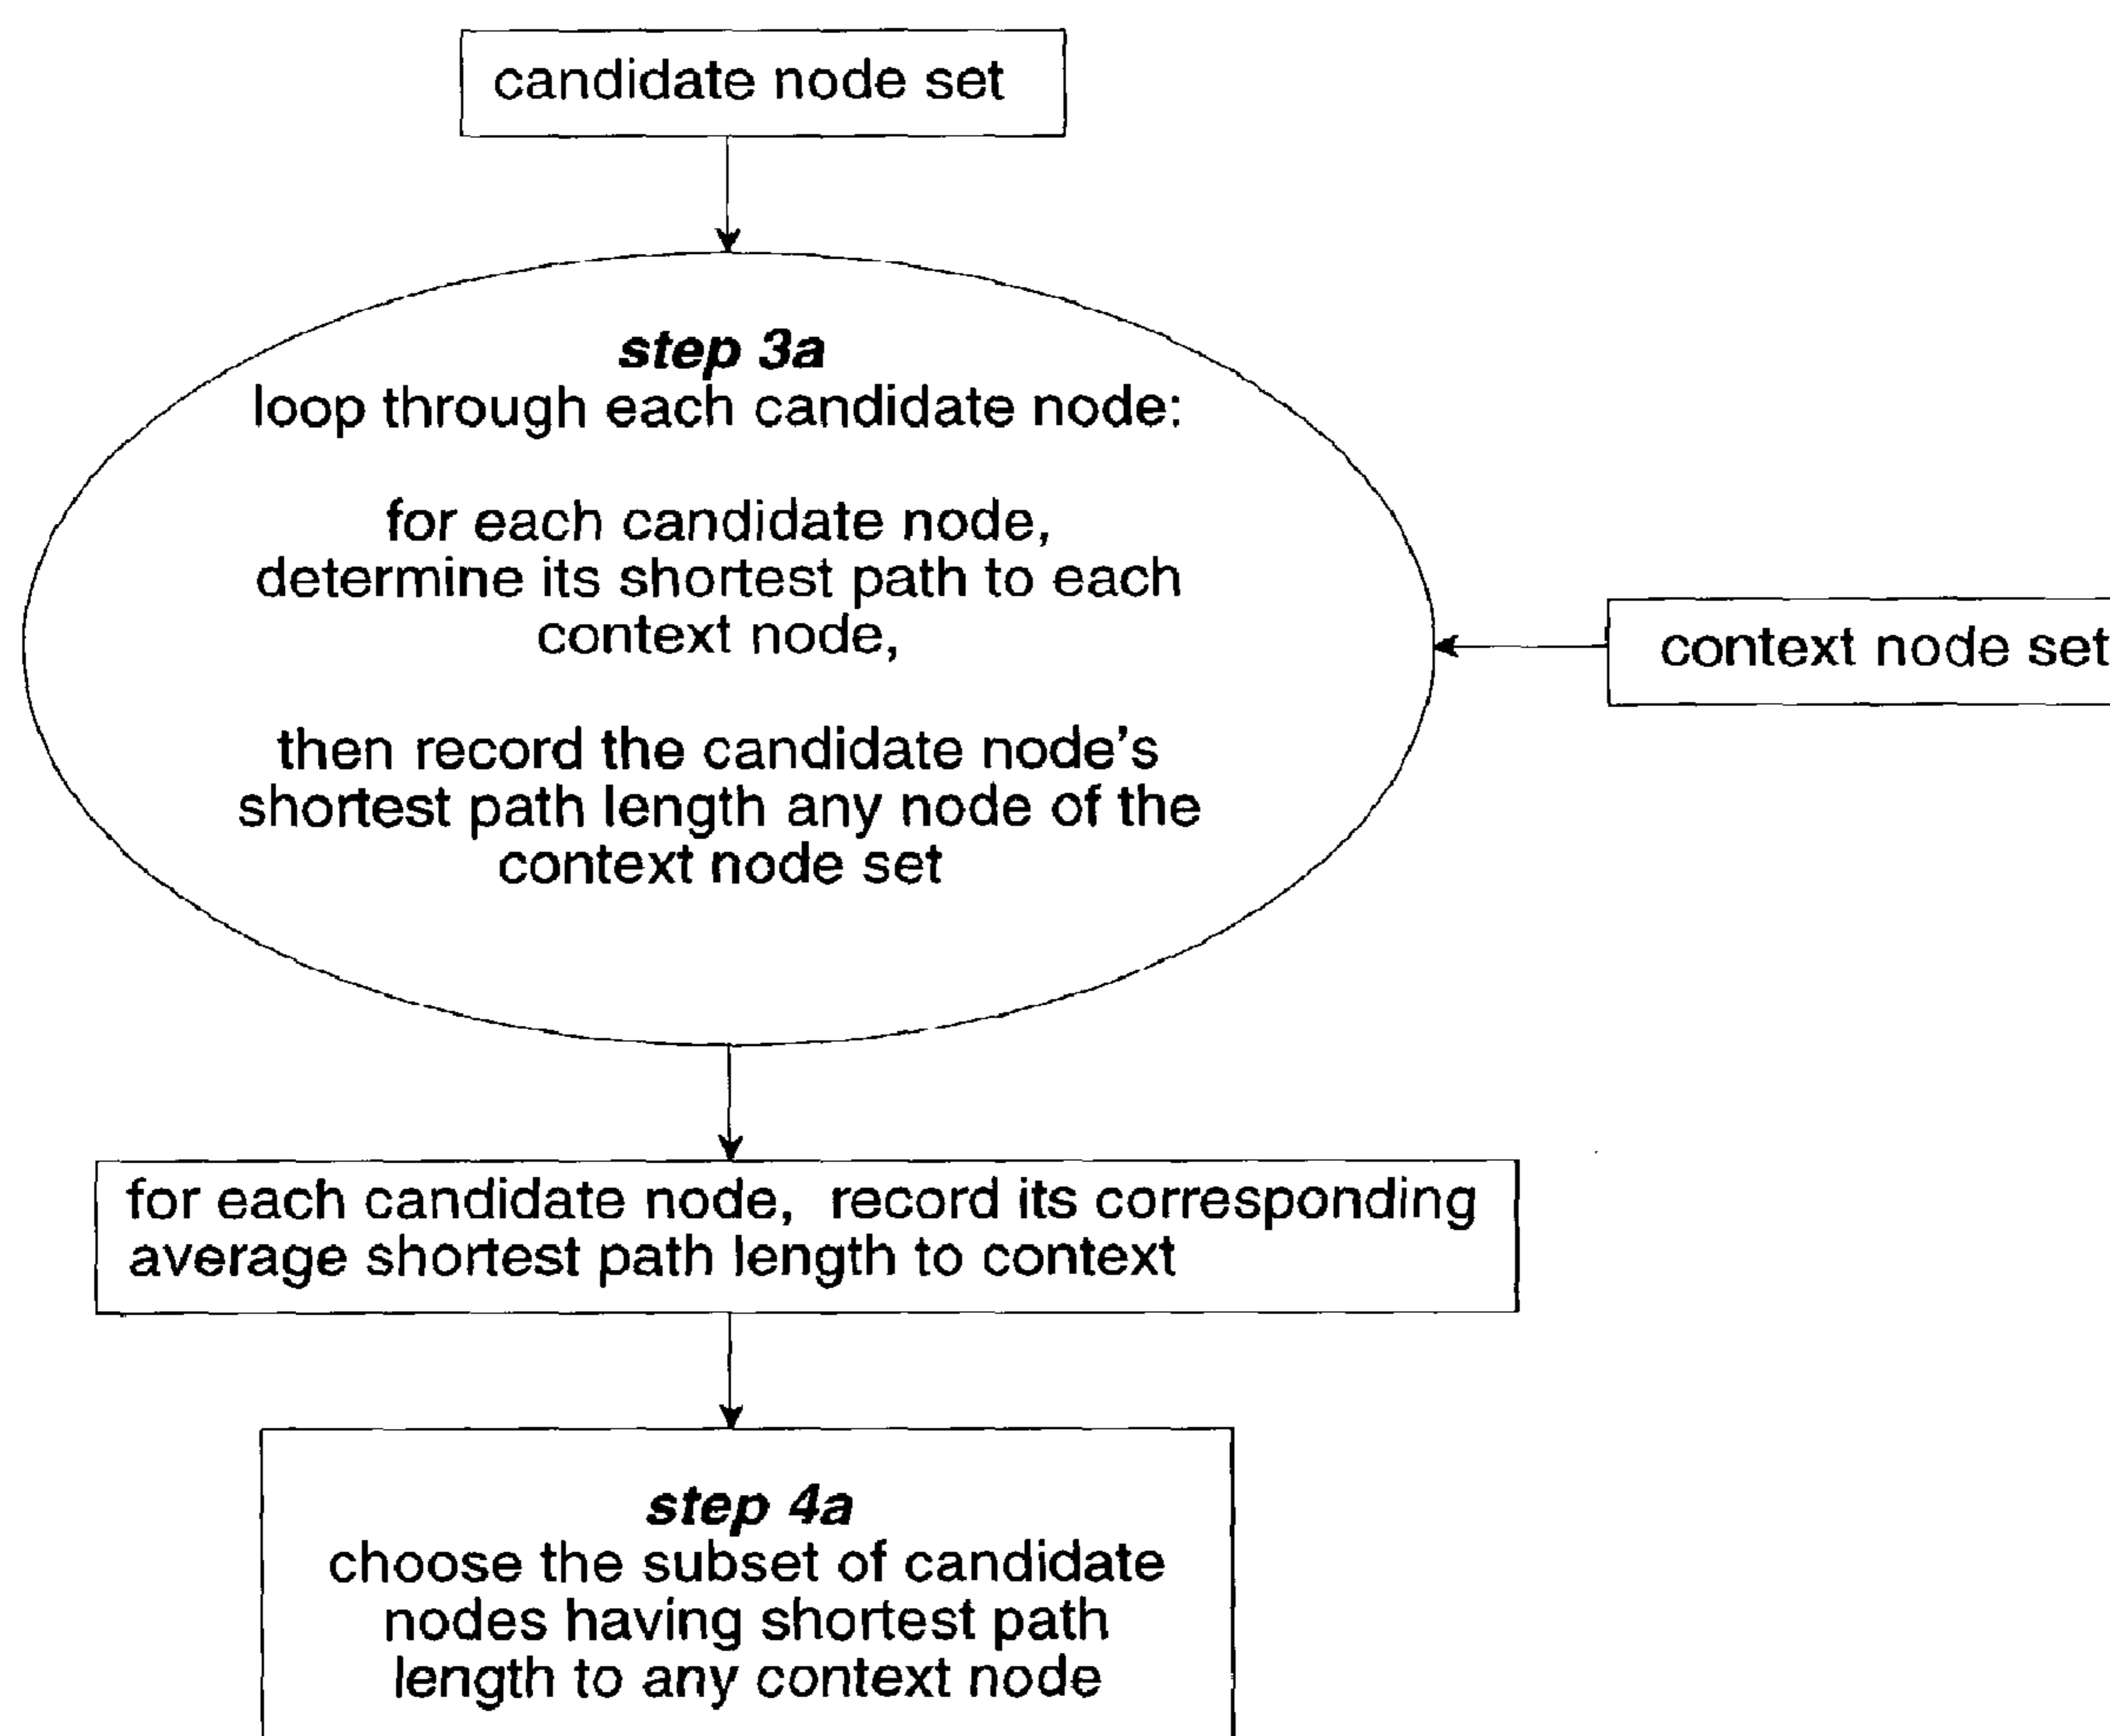 candidate node set
step 3a
loop through each candidate node:
for each candidate node,
determine its shortest path to each
context node,
then record the candidate node's
shortest path length any node of the
context node set
context node set
for each candidate node, record its corresponding
average shortest path length to context
step 4a
choose the subset of candidate
nodes having shortest path
length to any context node